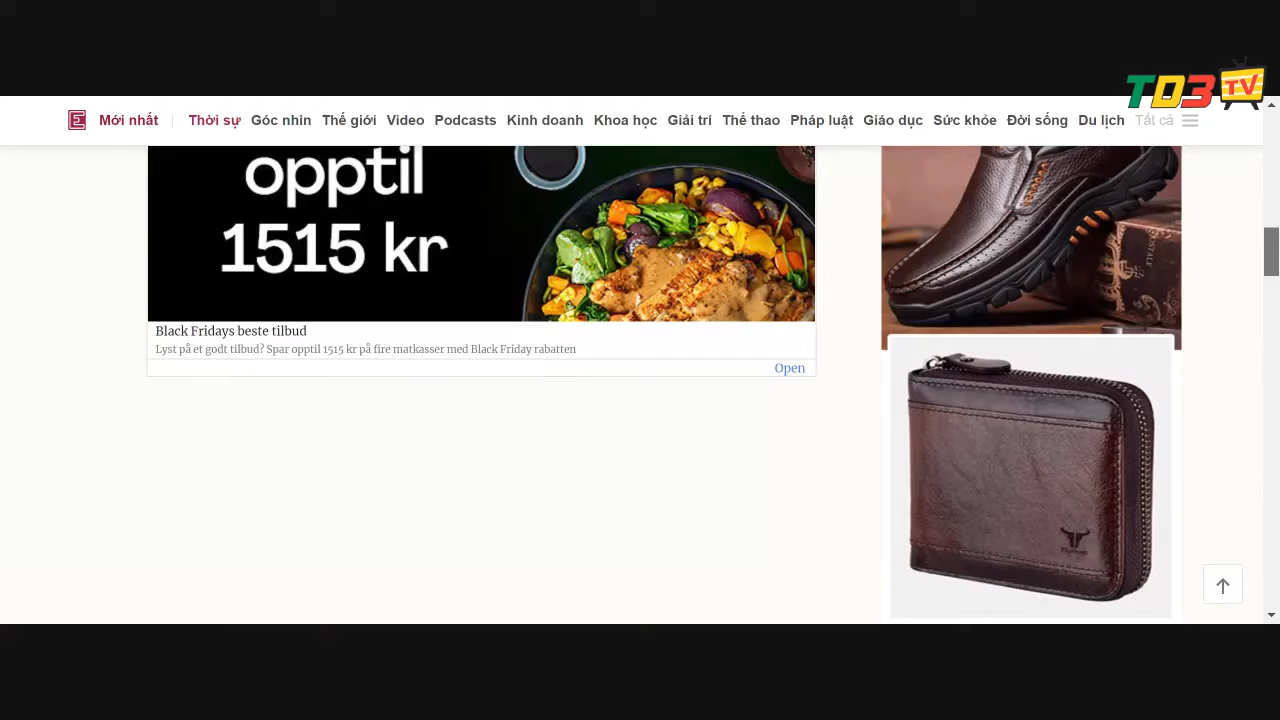 TD3 TV
E Mới nhất Thời sự Góc nhìn Thế giới Video Podcasts Kinh doanh Khoa học Giải trí Thể thao Pháp luật Giáo dục Sức khỏe Đời sống Du lịch Tất cả
opptil
1515 kr
Black Fridays beste tilbud
Lyst på et godt tilbud? Spar opptil 1515 kr på fire matkasser med Black Friday rabatten
Open